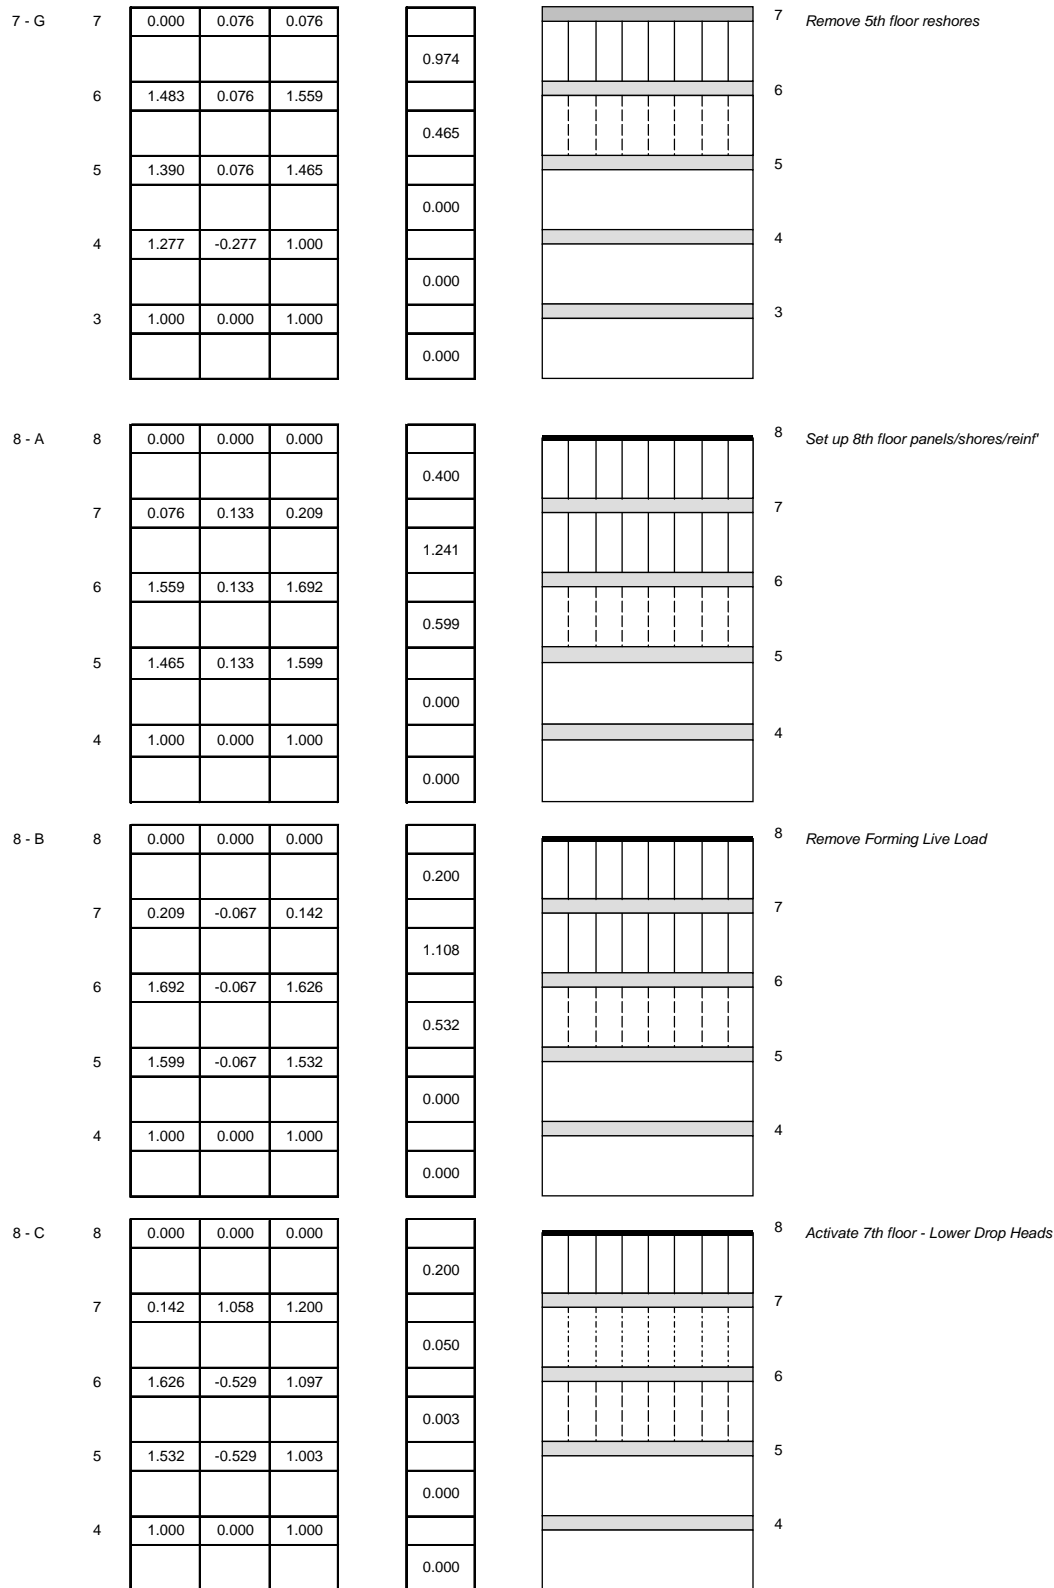 7 - G 7 0.000 0.076 0.076 7 Remove 5th floor reshores
0.974
6 1.483 0.076 1.559 6
0.465
5 1.390 0.076 1.465 5
0.000
4 1.277 -0.277 1.000 4
0.000
3 1.000 0.000 1.000 3
0.000
8 - A 8 0.000 0.000 0.000 8 Set up 8th floor panels/shores/reinf'
0.400
7 0.076 0.133 0.209 7
1.241
6 1.559 0.133 1.692 6
0.599
5 1.465 0.133 1.599 5
0.000
4 1.000 0.000 1.000 4
0.000
8 - B 8 0.000 0.000 0.000 8 Remove Forming Live Load
0.200
7 0.209 -0.067 0.142 7
1.108
6 1.692 -0.067 1.626 6
0.532
5 1.599 -0.067 1.532 5
0.000
4 1.000 0.000 1.000 4
0.000
8 - C 8 0.000 0.000 0.000 8 Activate 7th floor - Lower Drop Heads
0.200
7 0.142 1.058 1.200 7
0.050
6 1.626 -0.529 1.097 6
0.003
5 1.532 -0.529 1.003 5
0.000
4 1.000 0.000 1.000 4
0.000